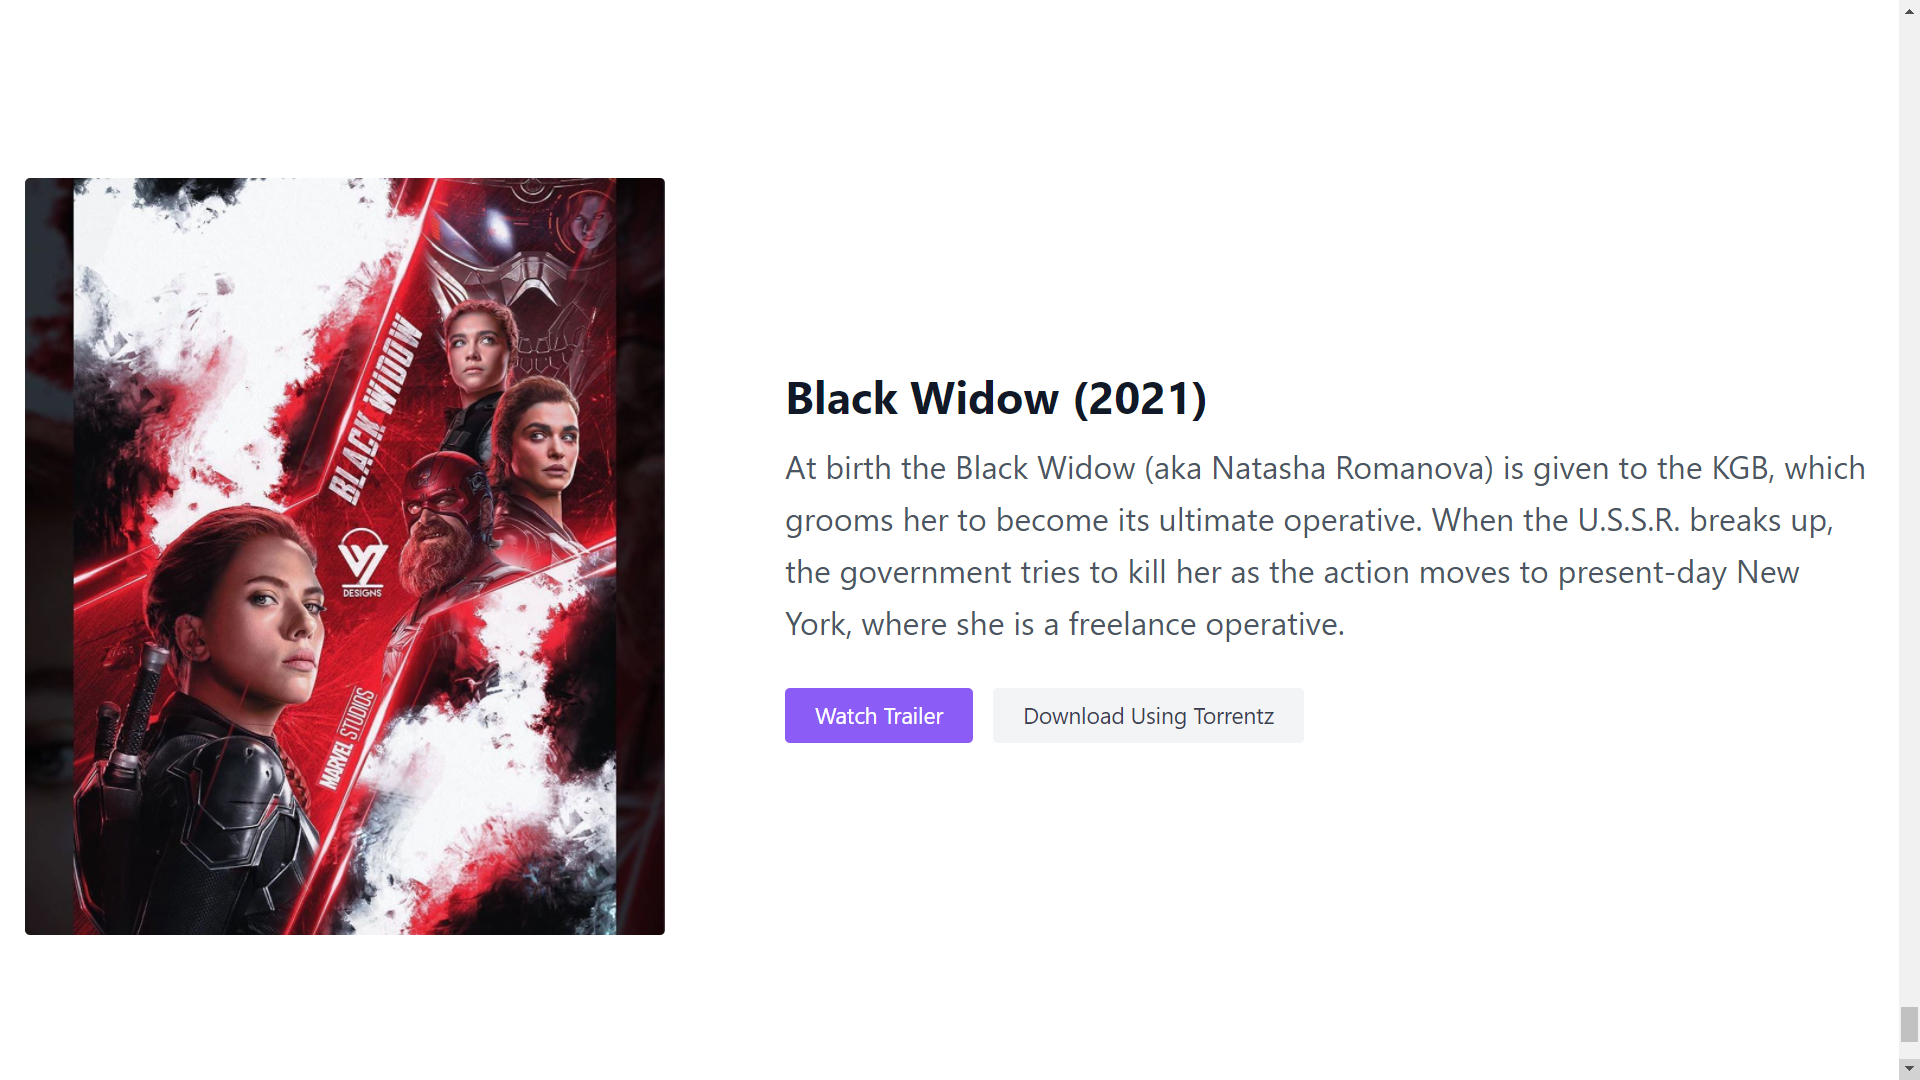 BLACK WIDOW
DESIGNS
MARVEL STUDIOS
Black Widow (2021)
At birth the Black Widow (aka Natasha Romanova) is given to the KGB, which
grooms her to become its ultimate operative. When the U.S.S.R. breaks up,
the government tries to kill her as the action moves to present-day New
York, where she is a freelance operative.
Watch Trailer
Download Using Torrentz